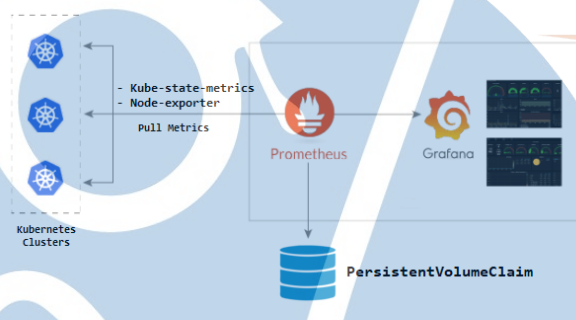 - Kube-state-metrics
- Node-exporter
Pull Metrics
Prometheus
Grafana
Kubernetes
Clusters
PersistentVolumeClaim